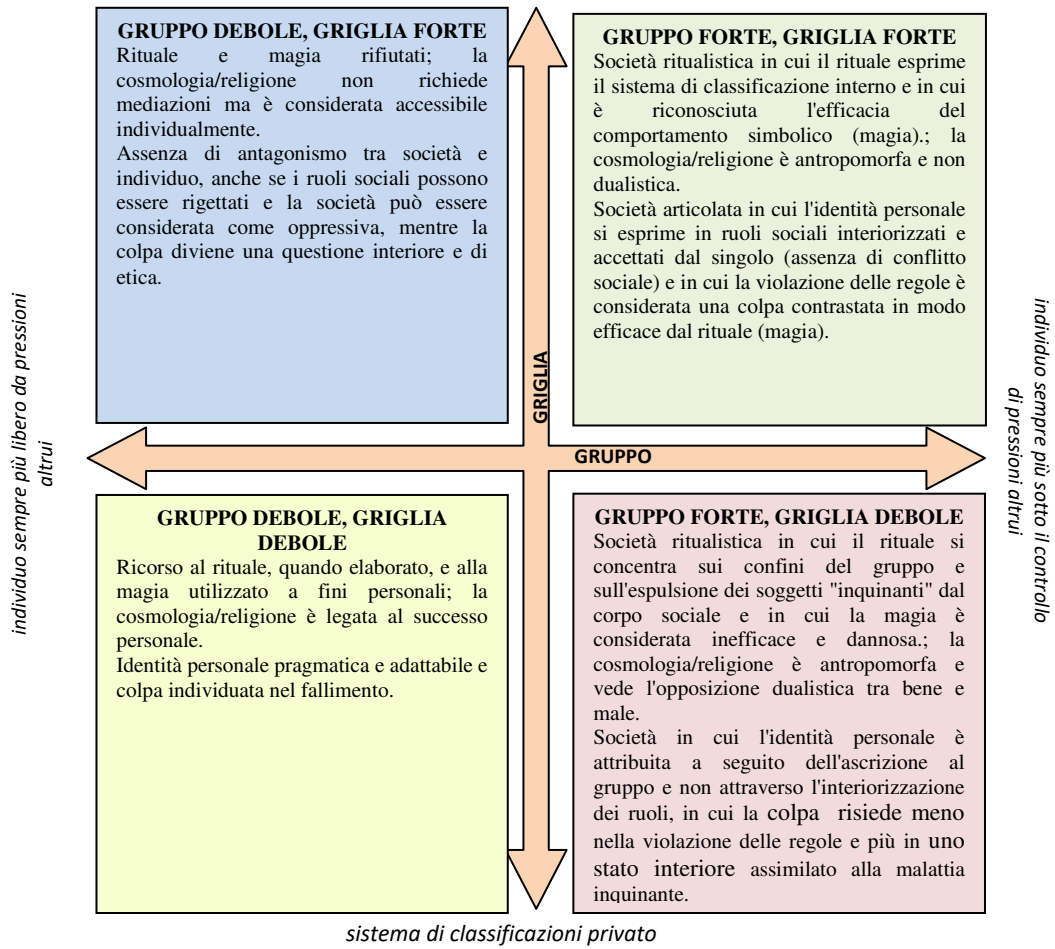 GRUPPO DEBOLE, GRIGLIA FORTE
Rituale e magia rifiutati; la
cosmologia/religione non richiede
mediazioni ma è considerata accessibile
individualmente.
Assenza di antagonismo tra società e
individuo, anche se i ruoli sociali possono
essere rigettati e la società può essere
considerata come oppressiva, mentre la
colpa diviene una questione interiore e di
etica.
GRUPPO FORTE, GRIGLIA FORTE
Società ritualistica in cui il rituale esprime
il sistema di classificazione interno e in cui
è riconosciuta l'efficacia del
comportamento simbolico (magia).; la
cosmologia/religione è antropomorfa e non
dualistica.
Società articolata in cui l'identità personale
si esprime in ruoli sociali interiorizzati e
accettati dal singolo (assenza di conflitto
sociale) e in cui la violazione delle regole è
considerata una colpa contrastata in modo
efficace dal rituale (magia).
individuo sempre più libero da pressioni
altrui
GRIGLIA
GRUPPO
individuo sempre più sotto il controllo
di pressioni altrui
GRUPPO DEBOLE, GRIGLIA
DEBOLE
Ricorso al rituale, quando elaborato, e alla
magia utilizzato a fini personali; la
cosmologia/religione è legata al successo
personale.
Identità personale pragmatica e adattabile e
colpa individuata nel fallimento.
GRUPPO FORTE, GRIGLIA DEBOLE
Società ritualistica in cui il rituale si
concentra sui confini del gruppo e
sull'espulsione dei soggetti "inquinanti" dal
corpo sociale e in cui la magia è
considerata inefficace e dannosa.; la
cosmologia/religione è antropomorfa e
vede l'opposizione dualistica tra bene e
male.
Società in cui l'identità personale è
attribuita a seguito dell'ascrizione al
gruppo e non attraverso l'interiorizzazione
dei ruoli, in cui la colpa risiede meno
nella violazione delle regole e più in uno
stato interiore assimilato alla malattia
inquinante.
sistema di classificazioni privato